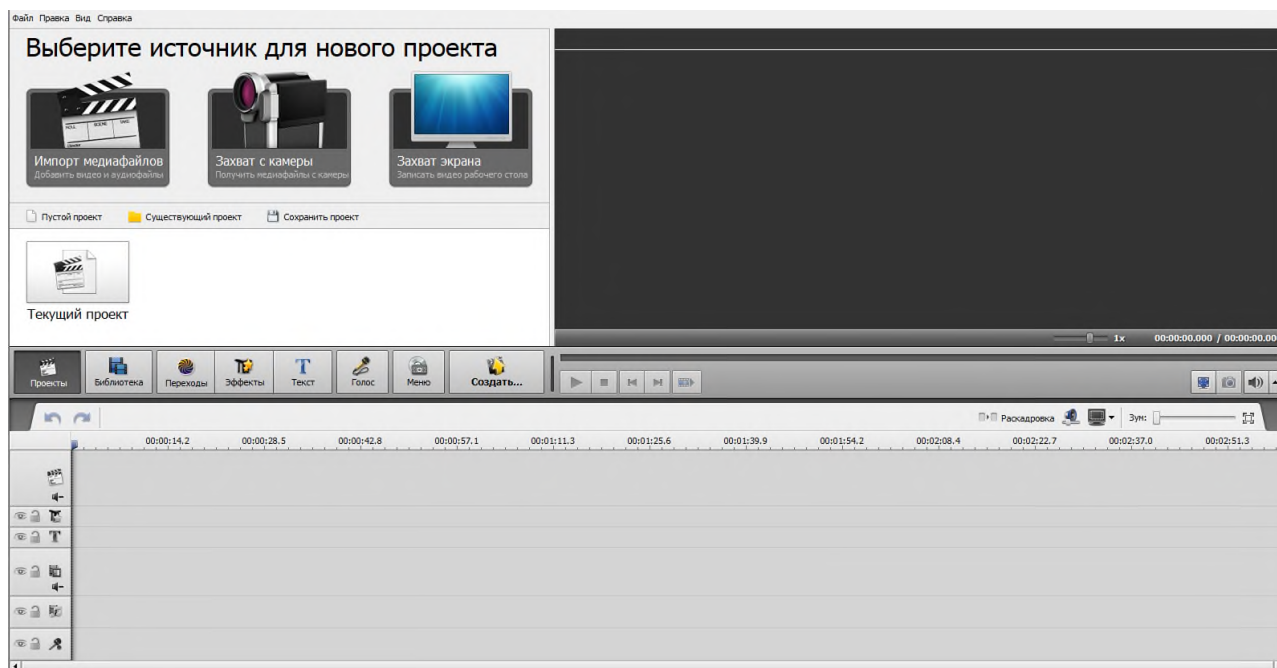 Файл Правка Вид Справка
Выберите источник для нового проекта
Импорт медиафайлов
Добавить видео и аудиофайлы
Захват с камеры
Получить медиафайлы с камеры
Захват экрана
Записать видео рабочего стола
Пустой проект Существующий проект Сохранить проект
Текущий проект
1x 00:00:00.000 / 00:00:00.00
Проекты Библиотека Переходы Эффекты Текст Голос Меню Создать...
Раскадровка Зум:
00:00:14.2 00:00:28.5 00:00:42.8 00:00:57.1 00:01:11.3 00:01:25.6 00:01:39.9 00:01:54.2 00:02:08.4 00:02:22.7 00:02:37.0 00:02:51.3